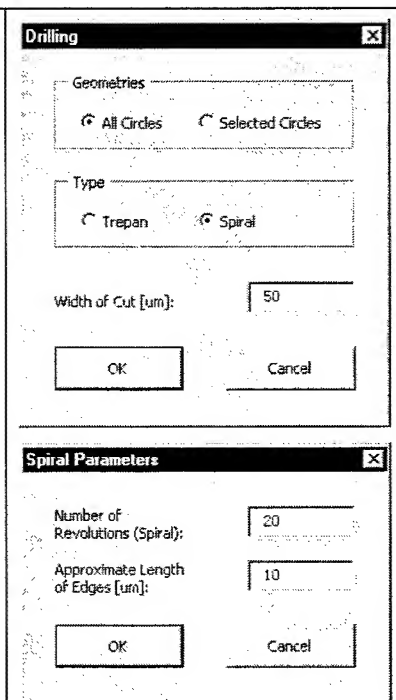 Drilling
Geometries
All Circles Selected Circles
Type
Trepan Spiral
Width of Cut [um]: 50
OK Cancel
Spiral Parameters
Number of
Revolutions (Spiral): 20
Approximate Length
of Edges [um]: 10
OK Cancel